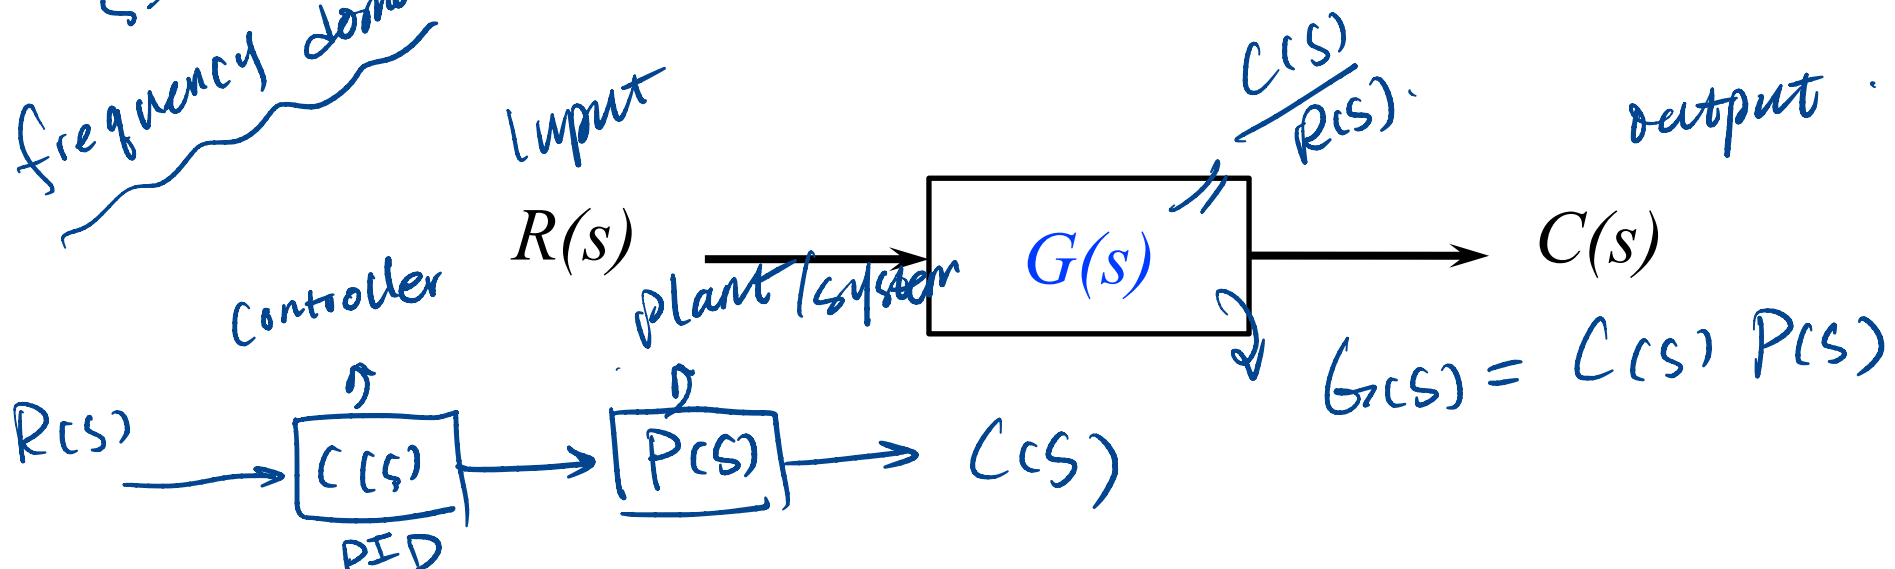 frequency
Input
C(s)
R(s)
output
R(s)
G(s)
C(s)
controller
plant / system
G(s) = C(s) P(s)
R(s)
C(s)
P(s)
C(s)
PID